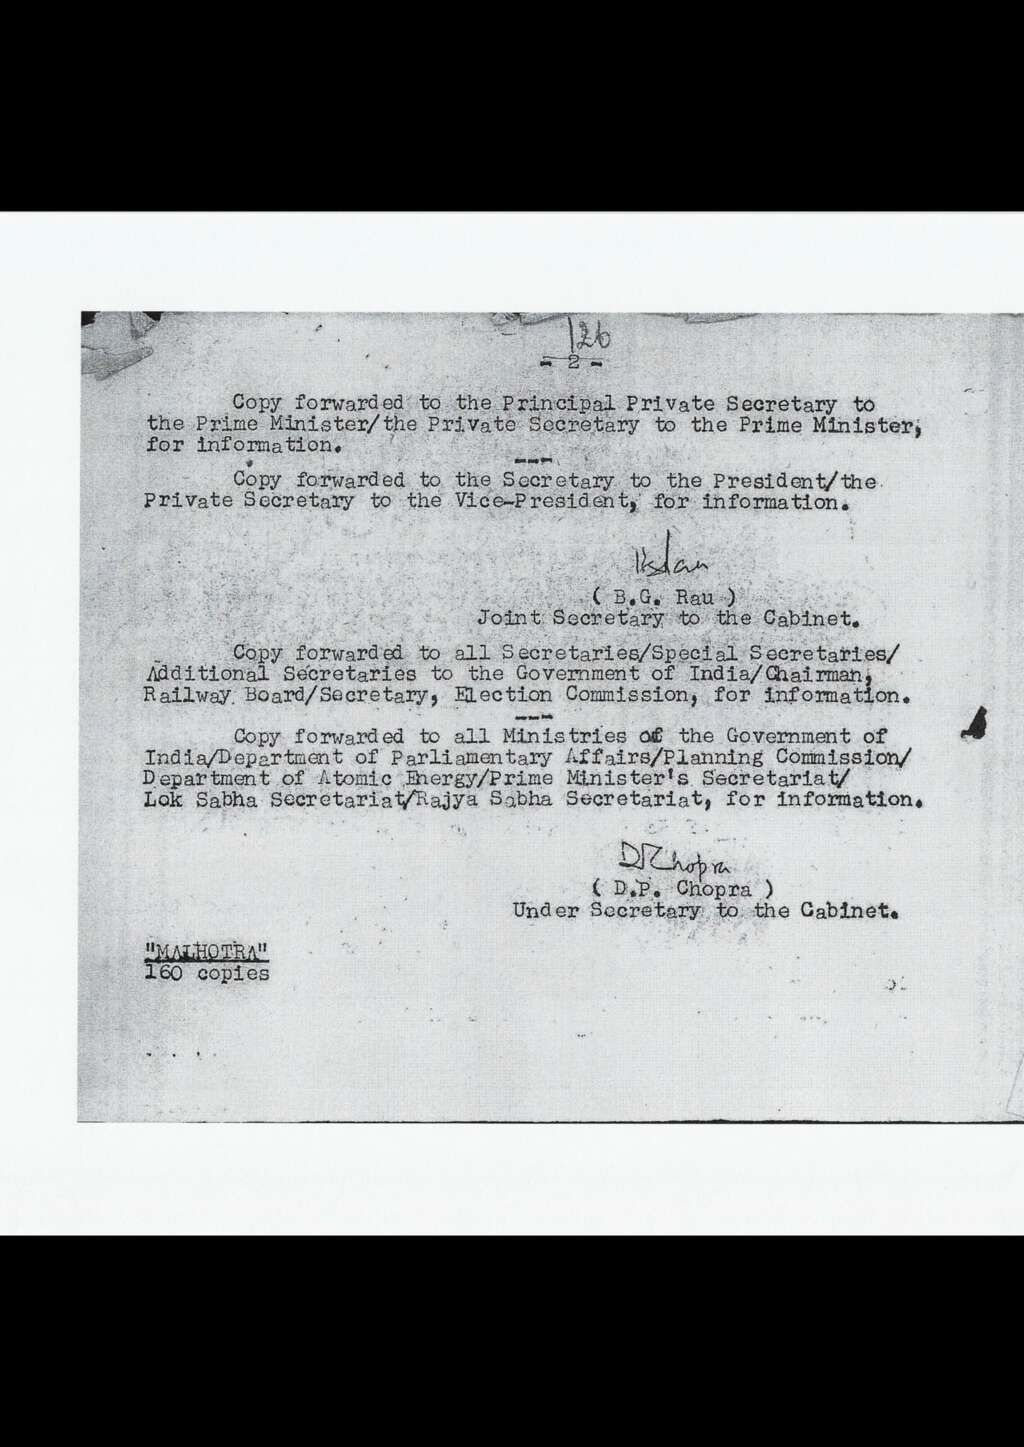 126
- 2 -
Copy forwarded to the Principal Private Secretary to
the Prime Minister/the Private Secretary to the Prime Minister,
for information.
---
Copy forwarded to the Secretary to the President/the
Private Secretary to the Vice-President, for information.
( B.G. Rau )
Joint Secretary to the Cabinet.
Copy forwarded to all Secretaries/Special Secretaries/
Additional Secretaries to the Government of India/Chairman,
Railway Board/Secretary, Election Commission, for information.
---
Copy forwarded to all Ministries of the Government of
India/Department of Parliamentary Affairs/Planning Commission/
Department of Atomic Energy/Prime Minister's Secretariat/
Lok Sabha Secretariat/Rajya Sabha Secretariat, for information.
DPChopra
( D.P. Chopra )
Under Secretary to the Cabinet.
"MALHOTRA"
160 copies